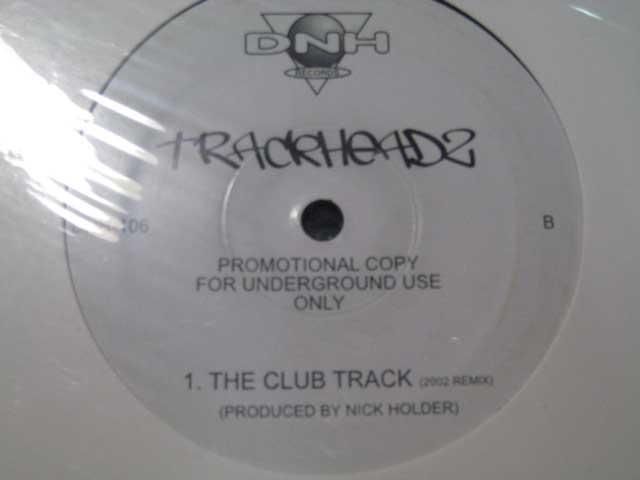 DNH
RECORDS
TRACKHEADZ
106
B
PROMOTIONAL COPY
FOR UNDERGROUND USE
ONLY
1. THE CLUB TRACK (2002 REMIX)
(PRODUCED BY NICK HOLDER)